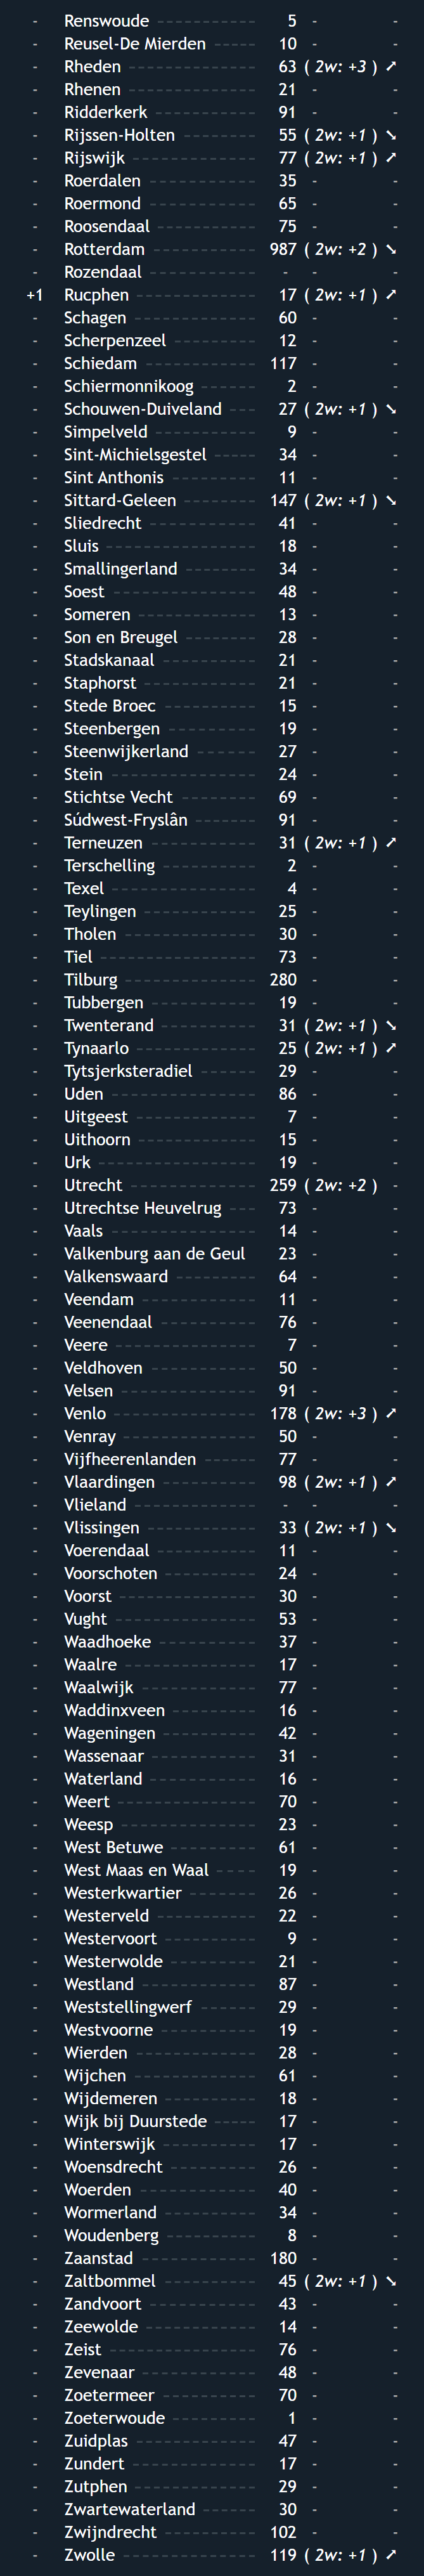 - Renswoude ------------- 5 - -
- Reusel-De Mierden ------ 10 - -
- Rheden --------------- 63 ( 2w: +3 ) ➚
- Rhenen --------------- 21 - -
- Ridderkerk ------------- 91 - -
- Rijssen-Holten ---------- 55 ( 2w: +1 ) ➘
- Rijswijk --------------- 77 ( 2w: +1 ) ➚
- Roerdalen ------------- 35 - -
- Roermond ------------- 65 - -
- Roosendaal ------------ 75 - -
- Rotterdam ------------- 987 ( 2w: +2 ) ➘
- Rozendaal ------------- - - -
+1 Rucphen -------------- 17 ( 2w: +1 ) ➚
- Schagen --------------- 60 - -
- Scherpenzeel ---------- 12 - -
- Schiedam ------------- 117 - -
- Schiermonnikoog ------- 2 - -
- Schouwen-Duiveland --- 27 ( 2w: +1 ) ➘
- Simpelveld ------------ 9 - -
- Sint-Michielsgestel ----- 34 - -
- Sint Anthonis ----------- 11 - -
- Sittard-Geleen --------- 147 ( 2w: +1 ) ➘
- Sliedrecht ------------- 41 - -
- Sluis ------------------ 18 - -
- Smallingerland --------- 34 - -
- Soest ----------------- 48 - -
- Someren -------------- 13 - -
- Son en Breugel --------- 28 - -
- Stadskanaal ----------- 21 - -
- Staphorst ------------- 21 - -
- Stede Broec ----------- 15 - -
- Steenbergen ---------- 19 - -
- Steenwijkerland ------- 27 - -
- Stein ----------------- 24 - -
- Stichtse Vecht --------- 69 - -
- Súdwest-Fryslân ------- 91 - -
- Terneuzen ------------ 31 ( 2w: +1 ) ➚
- Terschelling ----------- 2 - -
- Texel ----------------- 4 - -
- Teylingen ------------- 25 - -
- Tholen --------------- 30 - -
- Tiel ------------------ 73 - -
- Tilburg --------------- 280 - -
- Tubbergen ------------ 19 - -
- Twenterand ----------- 31 ( 2w: +1 ) ➘
- Tynaarlo -------------- 25 ( 2w: +1 ) ➚
- Tytsjerksteradiel ------ 29 - -
- Uden ---------------- 86 - -
- Uitgeest -------------- 7 - -
- Uithoorn -------------- 15 - -
- Urk ------------------ 19 - -
- Utrecht --------------- 259 ( 2w: +2 ) -
- Utrechtse Heuvelrug --- 73 - -
- Vaals ----------------- 14 - -
- Valkenburg aan de Geul 23 - -
- Valkenswaard --------- 64 - -
- Veendam ------------- 11 - -
- Veenendaal ----------- 76 - -
- Veere ---------------- 7 - -
- Veldhoven ------------ 50 - -
- Velsen --------------- 91 - -
- Venlo ---------------- 178 ( 2w: +3 ) ➚
- Venray --------------- 50 - -
- Vijfheerenlanden ------ 77 - -
- Vlaardingen ----------- 98 ( 2w: +1 ) ➚
- Vlieland -------------- - - -
- Vlissingen ------------ 33 ( 2w: +1 ) ➘
- Voerendaal ----------- 11 - -
- Voorschoten ---------- 24 - -
- Voorst --------------- 30 - -
- Vught ---------------- 53 - -
- Waadhoeke ---------- 37 - -
- Waalre --------------- 17 - -
- Waalwijk ------------- 77 - -
- Waddinxveen --------- 16 - -
- Wageningen ---------- 42 - -
- Wassenaar ----------- 31 - -
- Waterland ----------- 16 - -
- Weert --------------- 70 - -
- Weesp --------------- 23 - -
- West Betuwe --------- 61 - -
- West Maas en Waal ---- 19 - -
- Westerkwartier ------- 26 - -
- Westerveld ---------- 22 - -
- Westervoort --------- 9 - -
- Westerwolde --------- 21 - -
- Westland ------------ 87 - -
- Weststellingwerf ------ 29 - -
- Westvoorne ---------- 19 - -
- Wierden ------------- 28 - -
- Wijchen ------------- 61 - -
- Wijdemeren ---------- 18 - -
- Wijk bij Duurstede ----- 17 - -
- Winterswijk ---------- 17 - -
- Woensdrecht --------- 26 - -
- Woerden ------------ 40 - -
- Wormerland --------- 34 - -
- Woudenberg --------- 8 - -
- Zaanstad ------------ 180 - -
- Zaltbommel ---------- 45 ( 2w: +1 ) ➘
- Zandvoort ----------- 43 - -
- Zeewolde ------------ 14 - -
- Zeist ---------------- 76 - -
- Zevenaar ------------ 48 - -
- Zoetermeer ---------- 70 - -
- Zoeterwoude --------- 1 - -
- Zuidplas ------------- 47 - -
- Zundert ------------- 17 - -
- Zutphen ------------- 29 - -
- Zwartewaterland ------ 30 - -
- Zwijndrecht ---------- 102 - -
- Zwolle --------------- 119 ( 2w: +1 ) ➚